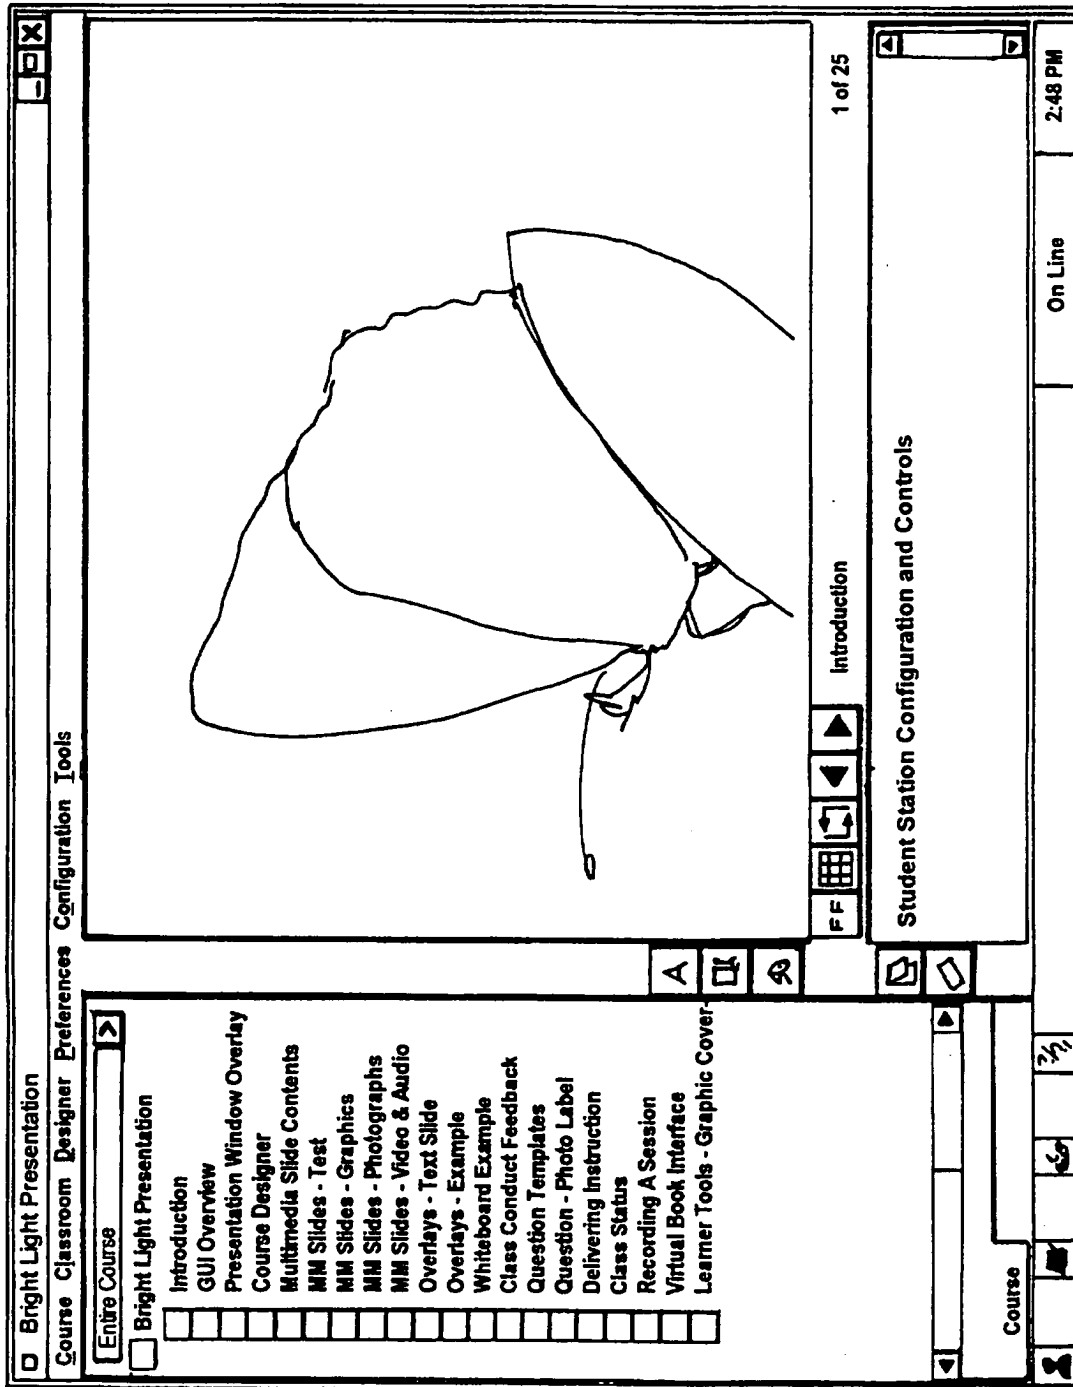 Bright Light Presentation
Course Classroom Designer Preferences Configuration Tools
Entire Course
Bright Light Presentation
Introduction
GUI Overview
Presentation Window Overlay
Course Designer
Multimedia Slide Contents
MM Slides - Test
MM Slides - Graphics
MM Slides - Photographs
MM Slides - Video & Audio
Overlays - Text Slide
Overlays - Example
Whiteboard Example
Class Conduct Feedback
Question Templates
Question - Photo Label
Delivering Instruction
Class Status
Recording A Session
Virtual Book Interface
Learner Tools - Graphic Cover
Course
A
FF
Introduction
1 of 25
Student Station Configuration and Controls
On Line
2:48 PM